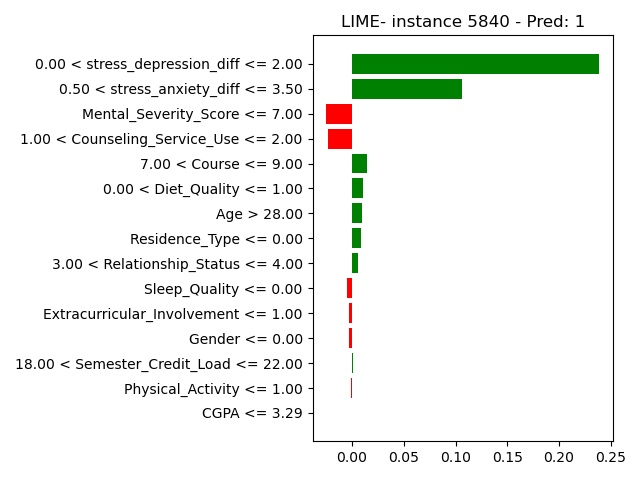 LIME- instance 5840 - Pred: 1
0.00 < stress_depression_diff <= 2.00
0.50 < stress_anxiety_diff <= 3.50
Mental_Severity_Score <= 7.00
1.00 < Counseling_Service_Use <= 2.00
7.00 < Course <= 9.00
0.00 < Diet_Quality <= 1.00
Age > 28.00
Residence_Type <= 0.00
3.00 < Relationship_Status <= 4.00
Sleep_Quality <= 0.00
Extracurricular_Involvement <= 1.00
Gender <= 0.00
18.00 < Semester_Credit_Load <= 22.00
Physical_Activity <= 1.00
CGPA <= 3.29
0.00 0.05 0.10 0.15 0.20 0.25